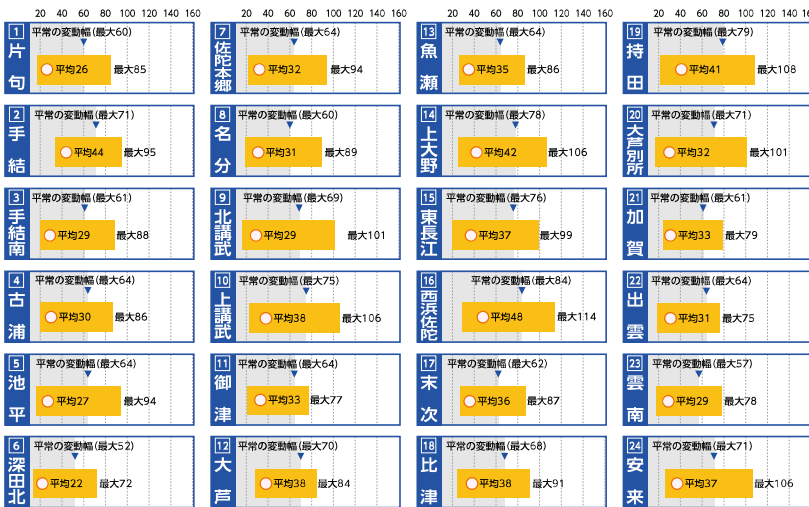 20 40 60 80 100 120 140 160
1 片句
平常の変動幅(最大60)
平均26 最大85
2 手結
平常の変動幅(最大71)
平均44 最大95
3 手結南
平常の変動幅(最大61)
平均29 最大88
4 古浦
平常の変動幅(最大64)
平均30 最大86
5 池平
平常の変動幅(最大64)
平均27 最大94
6 深田北
平常の変動幅(最大52)
平均22 最大72
20 40 60 80 100 120 140 160
7 佐陀本郷
平常の変動幅(最大64)
平均32 最大94
8 名分
平常の変動幅(最大60)
平均31 最大89
9 北講武
平常の変動幅(最大69)
平均29 最大101
10 上講武
平常の変動幅(最大75)
平均38 最大106
11 御津
平常の変動幅(最大64)
平均33 最大77
12 大芦
平常の変動幅(最大70)
平均38 最大84
20 40 60 80 100 120 140 160
13 魚瀬
平常の変動幅(最大64)
平均35 最大86
14 上大野
平常の変動幅(最大78)
平均42 最大106
15 東長江
平常の変動幅(最大76)
平均37 最大99
16 西浜佐陀
平常の変動幅(最大84)
平均48 最大114
17 末次
平常の変動幅(最大62)
平均36 最大87
18 比津
平常の変動幅(最大68)
平均38 最大91
20 40 60 80 100 120 140 160
19 持田
平常の変動幅(最大79)
平均41 最大108
20 大芦別所
平常の変動幅(最大71)
平均32 最大101
21 加賀
平常の変動幅(最大61)
平均33 最大79
22 出雲
平常の変動幅(最大64)
平均31 最大75
23 雲南
平常の変動幅(最大57)
平均29 最大78
24 安来
平常の変動幅(最大71)
平均37 最大106